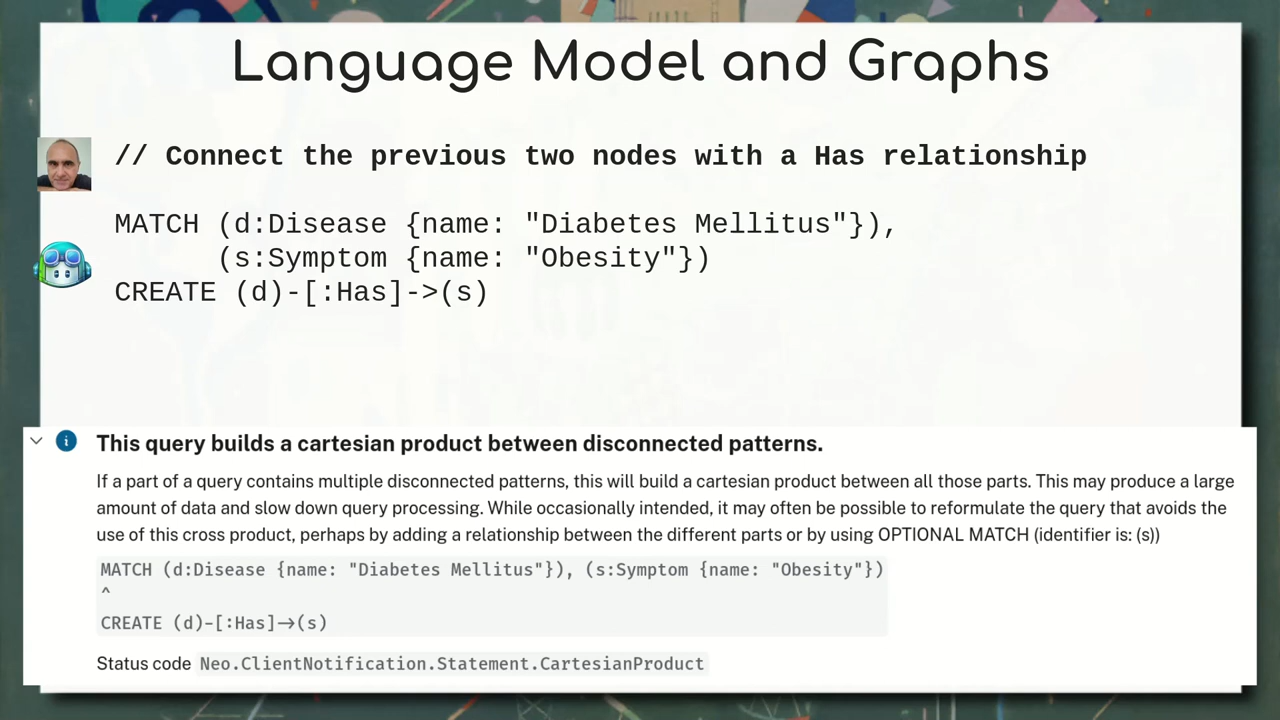 Language Model and Graphs
// Connect the previous two nodes with a Has relationship
MATCH (d:Disease {name: "Diabetes Mellitus"}),
(s:Symptom {name: "Obesity"})
CREATE (d)-[:Has]->(s)
This query builds a cartesian product between disconnected patterns.
If a part of a query contains multiple disconnected patterns, this will build a cartesian product between all those parts. This may produce a large
amount of data and slow down query processing. While occasionally intended, it may often be possible to reformulate the query that avoids the
use of this cross product, perhaps by adding a relationship between the different parts or by using OPTIONAL MATCH (identifier is: (s))
MATCH (d:Disease {name: "Diabetes Mellitus"}), (s:Symptom {name: "Obesity"})
^
CREATE (d)-[:Has]->(s)
Status code Neo.ClientNotification.Statement.CartesianProduct